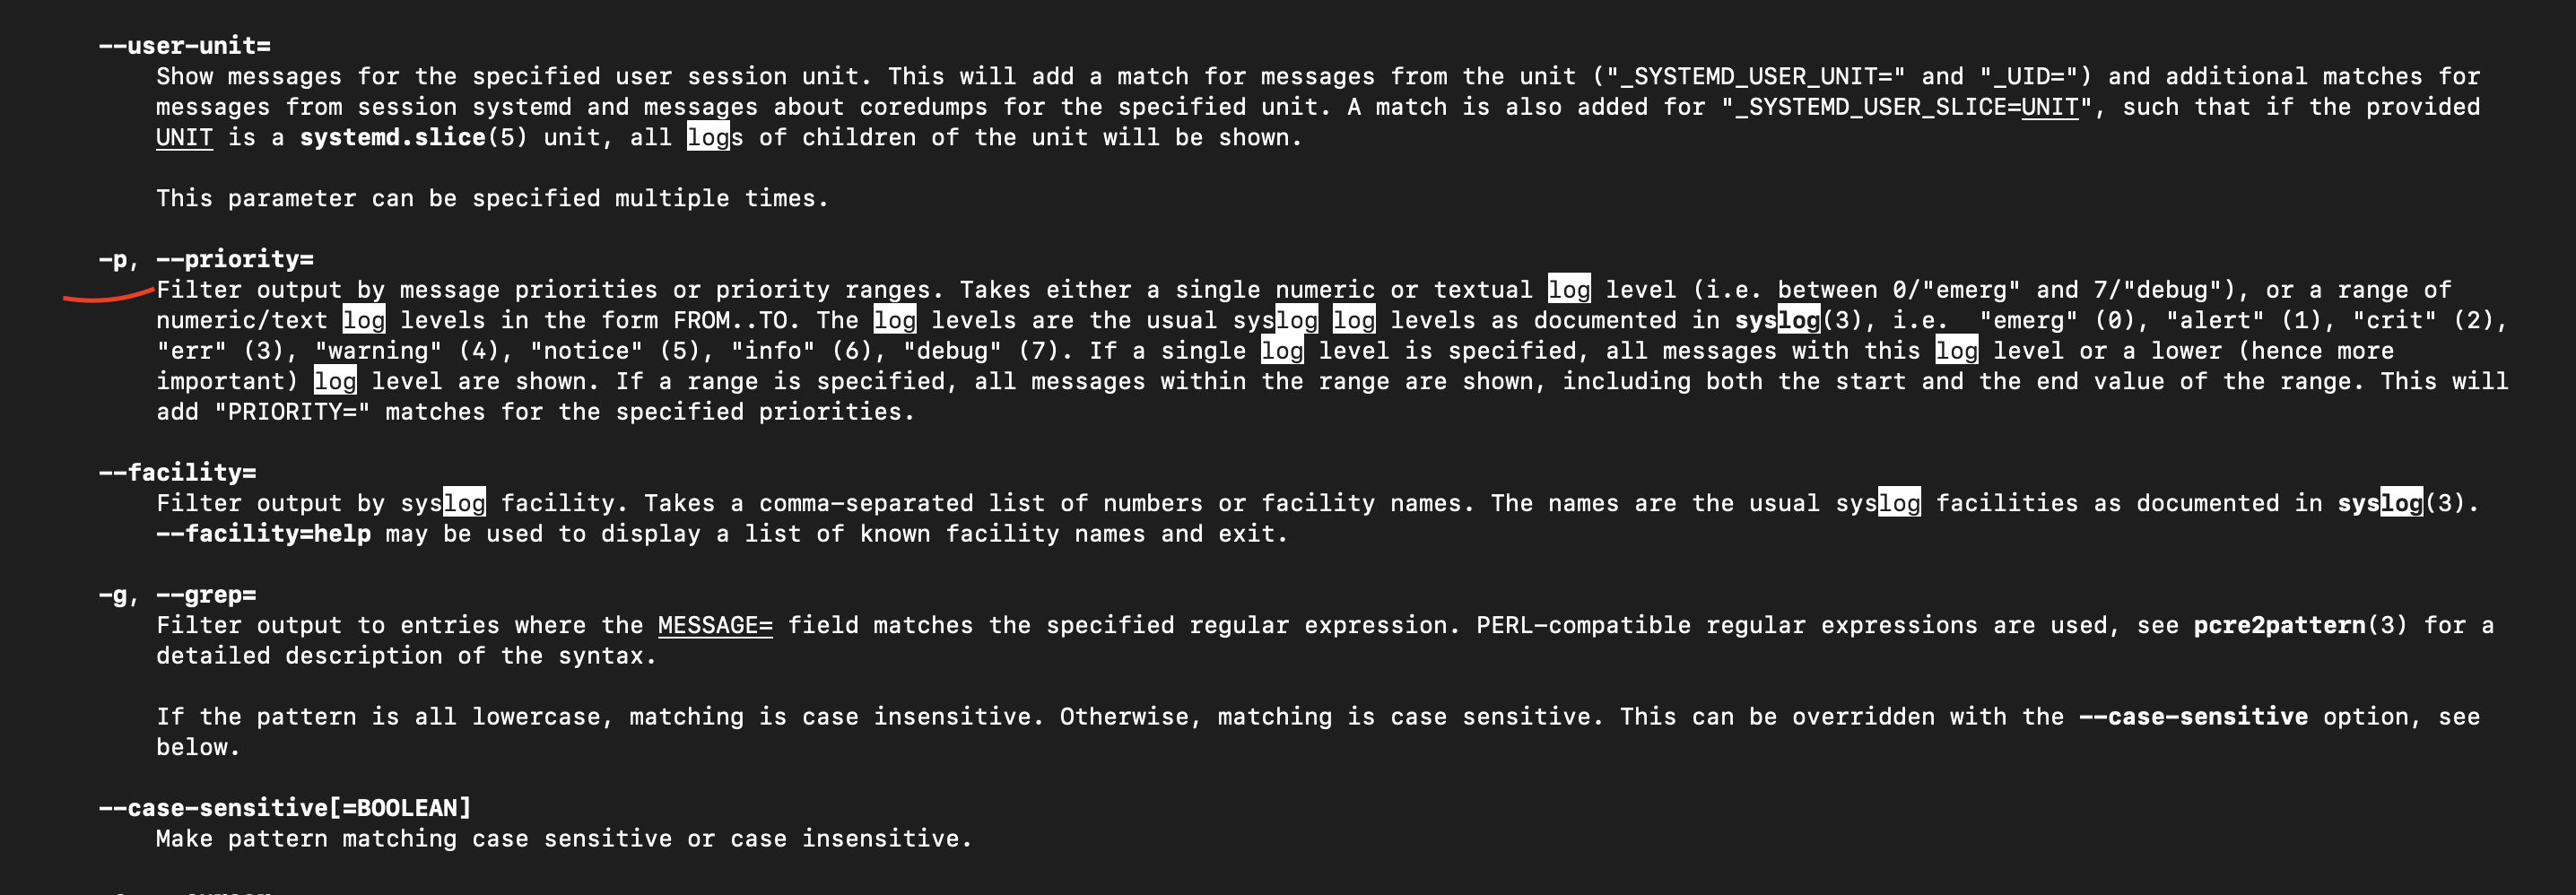 --user-unit=
Show messages for the specified user session unit. This will add a match for messages from the unit ("_SYSTEMD_USER_UNIT=" and "_UID=") and additional matches for
messages from session systemd and messages about coredumps for the specified unit. A match is also added for "_SYSTEMD_USER_SLICE=UNIT", such that if the provided
UNIT is a systemd.slice(5) unit, all logs of children of the unit will be shown.
This parameter can be specified multiple times.
-p, --priority=
Filter output by message priorities or priority ranges. Takes either a single numeric or textual log level (i.e. between 0/"emerg" and 7/"debug"), or a range of
numeric/text log levels in the form FROM..TO. The log levels are the usual syslog log levels as documented in syslog(3), i.e.  "emerg" (0), "alert" (1), "crit" (2),
"err" (3), "warning" (4), "notice" (5), "info" (6), "debug" (7). If a single log level is specified, all messages with this log level or a lower (hence more
important) log level are shown. If a range is specified, all messages within the range are shown, including both the start and the end value of the range. This will
add "PRIORITY=" matches for the specified priorities.
--facility=
Filter output by syslog facility. Takes a comma-separated list of numbers or facility names. The names are the usual syslog facilities as documented in syslog(3).
--facility=help may be used to display a list of known facility names and exit.
-g, --grep=
Filter output to entries where the MESSAGE= field matches the specified regular expression. PERL-compatible regular expressions are used, see pcre2pattern(3) for a
detailed description of the syntax.
If the pattern is all lowercase, matching is case insensitive. Otherwise, matching is case sensitive. This can be overridden with the --case-sensitive option, see
below.
--case-sensitive[=BOOLEAN]
Make pattern matching case sensitive or case insensitive.